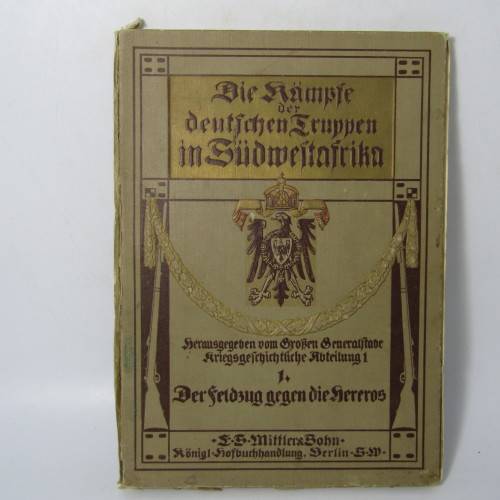 Die Kämpfe
der
deutschen Truppen
in Südwestafrika
Herausgegeben vom Großen Generalstabe
Kriegsgeschichtliche Abteilung 1
1.
Der Feldzug gegen die Hereros
E·S·Mittler & Sohn
Königl·Hofbuchhandlung, Berlin·S·W·